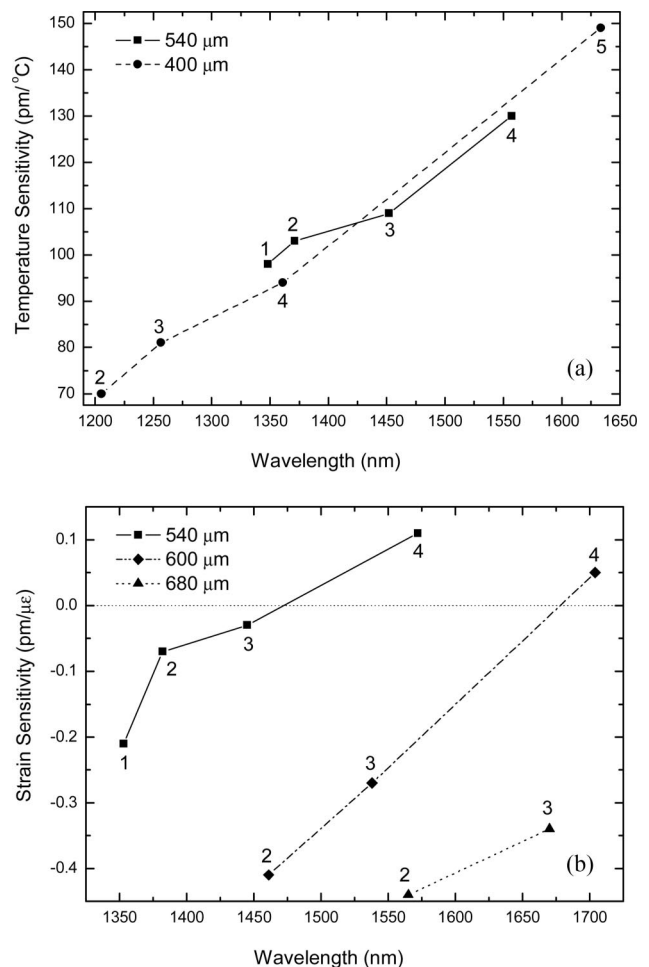 150
140
130
120
110
100
90
80
70
Temperature Sensitivity (pm/°C)
540 μm
400 μm
1
2
3
4
2
3
4
5
(a)
1200 1250 1300 1350 1400 1450 1500 1550 1600 1650
Wavelength (nm)
0.1
0.0
-0.1
-0.2
-0.3
-0.4
Strain Sensitivity (pm/με)
540 μm
600 μm
680 μm
1
2
3
4
2
3
4
2
3
(b)
1350 1400 1450 1500 1550 1600 1650 1700
Wavelength (nm)